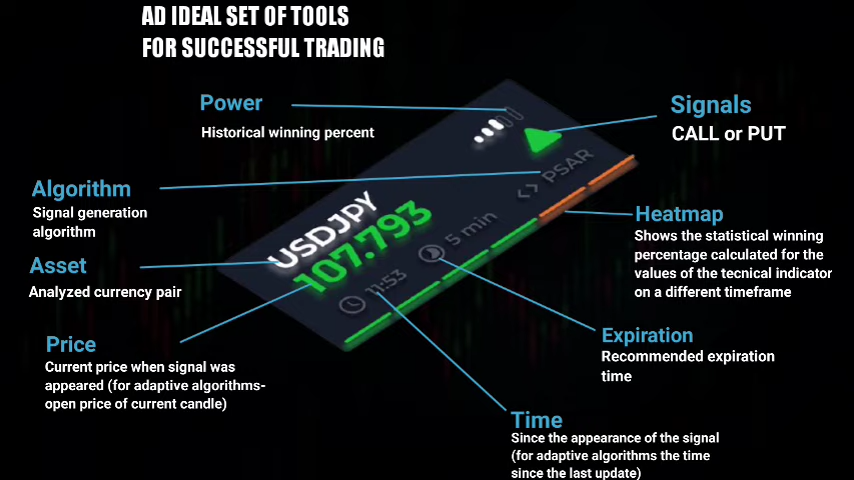 AD IDEAL SET OF TOOLS
FOR SUCCESSFUL TRADING
Power
Historical winning percent
Signals
CALL or PUT
Algorithm
Signal generation
algorithm
Asset
Analyzed currency pair
Price
Current price when signal was
appeared (for adaptive algorithms-
open price of current candle)
USDJPY
107.793
PSAR
11:53
5 min
Heatmap
Shows the statistical winning
percentage calculated for the
values of the tecnical indicator
on a different timeframe
Expiration
Recommended expiration
time
Time
Since the appearance of the signal
(for adaptive algorithms the time
since the last update)